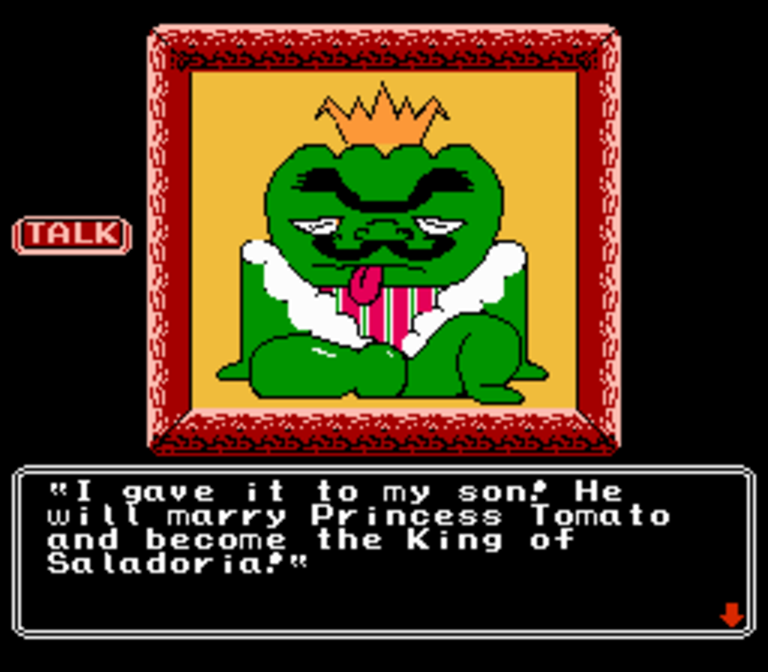 TALK
"I gave it to my son! He
will marry Princess Tomato
and become the King of
Saladoria!"